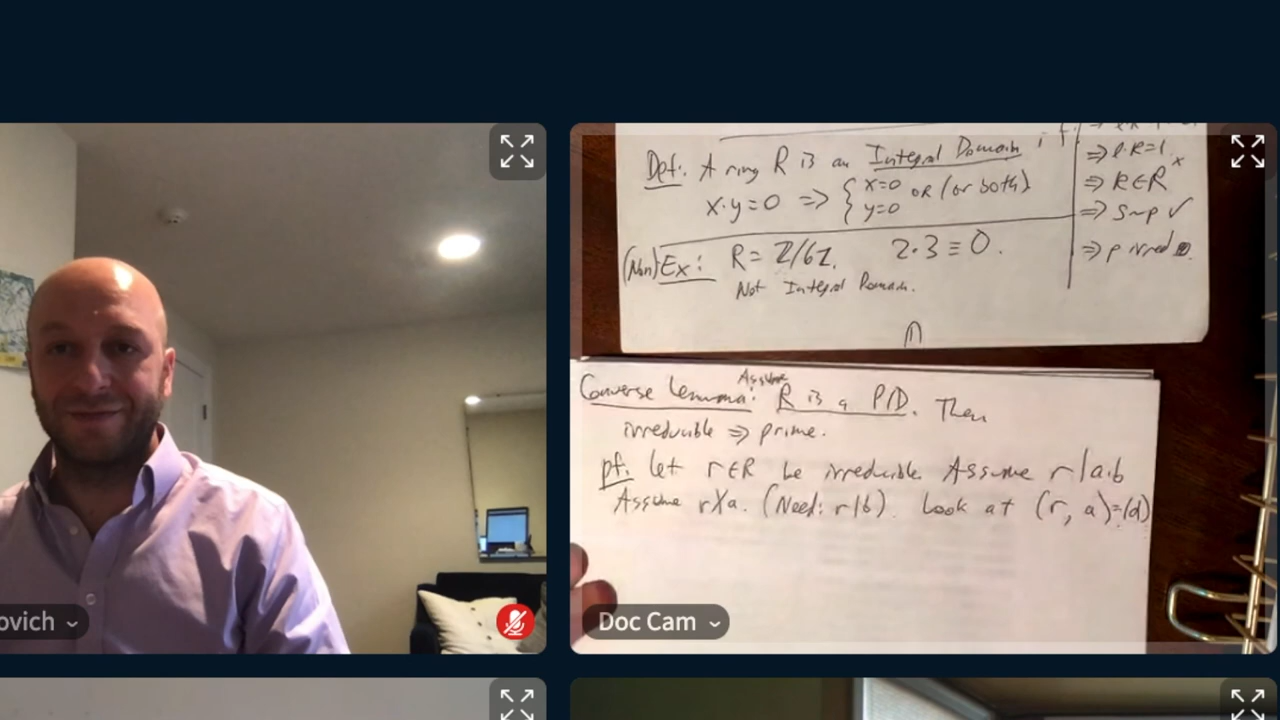 Def: A ring R is an Integral Domain if
x·y=0 => { x=0 or (or both)
y=0
(Non) Ex: R = Z/6Z. 2·3 ≡ 0.
Not Integral Domain.
=> l·k=1.
=> k∈R^x
=> s~p ✓
=> p irred
Converse Lemma: Assume R is a PID. Then
irreducible => prime.
pf: let r∈R be irreducible Assume r|a·b
Assume r∤a. (Need: r|b). Look at (r, a)=(d)
ovich
Doc Cam